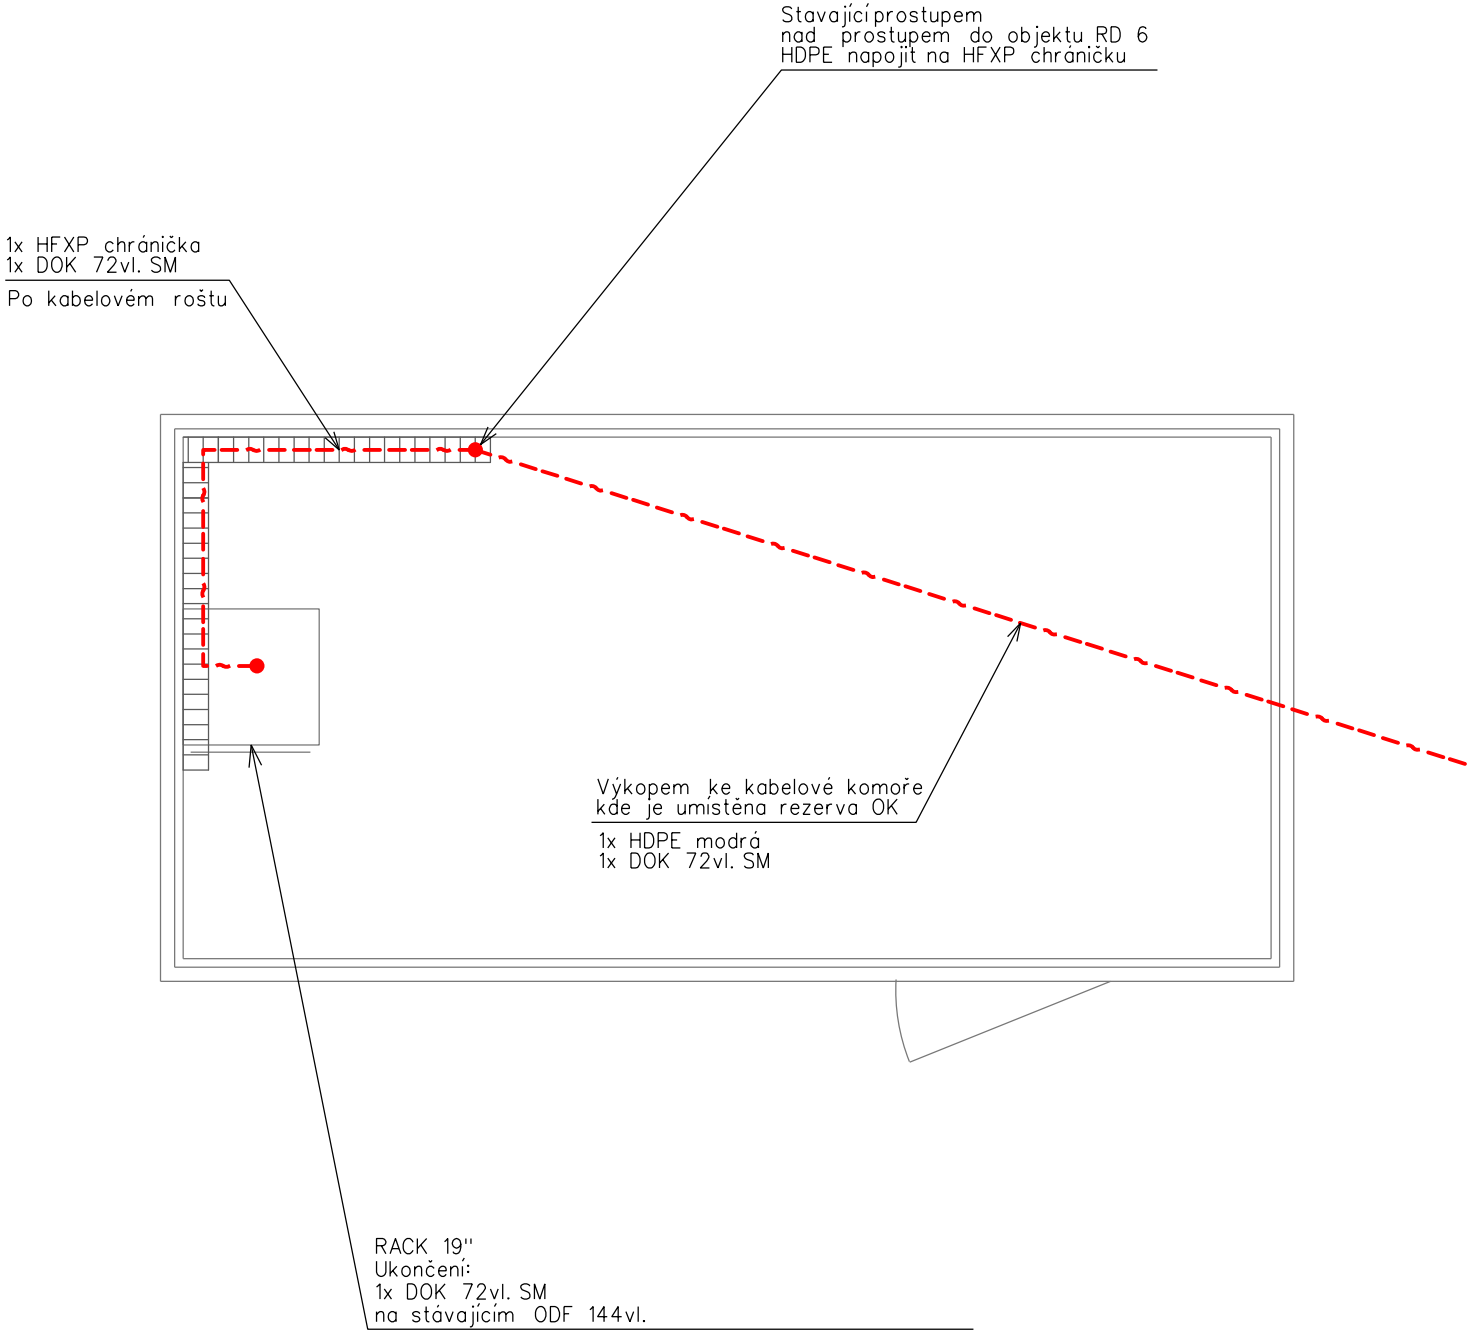 Stavající prostupem
nad prostupem do objektu RD 6
HDPE napojit na HFXP chráničku
1x HFXP chránička
1x DOK 72vl. SM
Po kabelovém roštu
Výkopem ke kabelové komoře
kde je umístěna rezerva OK
1x HDPE modrá
1x DOK 72vl. SM
RACK 19"
Ukončení:
1x DOK 72vl. SM
na stávajícím ODF 144vl.